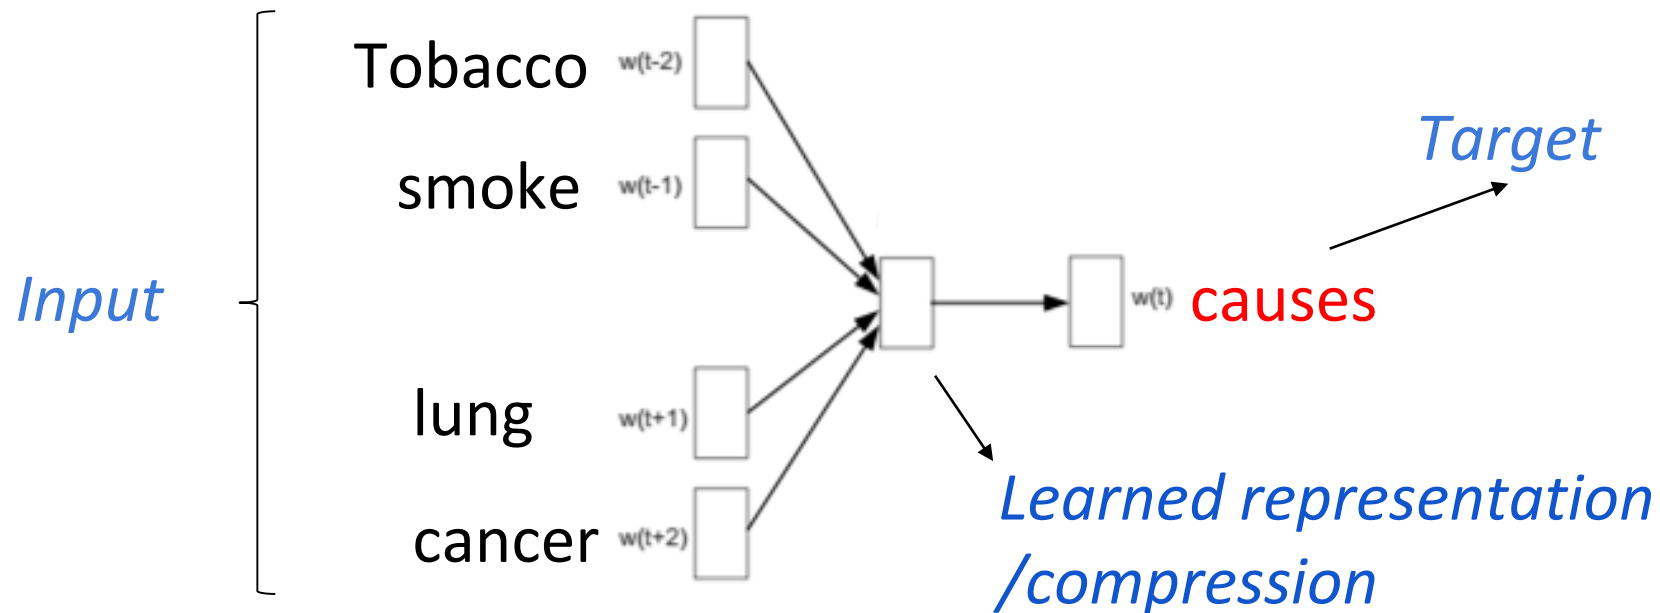 Tobacco w(t-2)
Target
smoke w(t-1)
Input
w(t) causes
lung w(t+1)
Learned representation
cancer w(t+2)
/compression